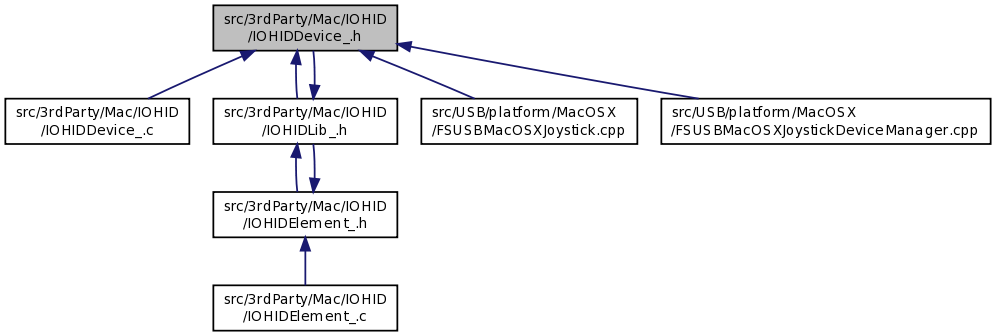 src/3rdParty/Mac/IOHID
/IOHIDDevice_.h
src/3rdParty/Mac/IOHID
/IOHIDDevice_.c
src/3rdParty/Mac/IOHID
/IOHIDLib_.h
src/USB/platform/MacOSX
/FSUSBMacOSXJoystick.cpp
src/USB/platform/MacOSX
/FSUSBMacOSXJoystickDeviceManager.cpp
src/3rdParty/Mac/IOHID
/IOHIDElement_.h
src/3rdParty/Mac/IOHID
/IOHIDElement_.c